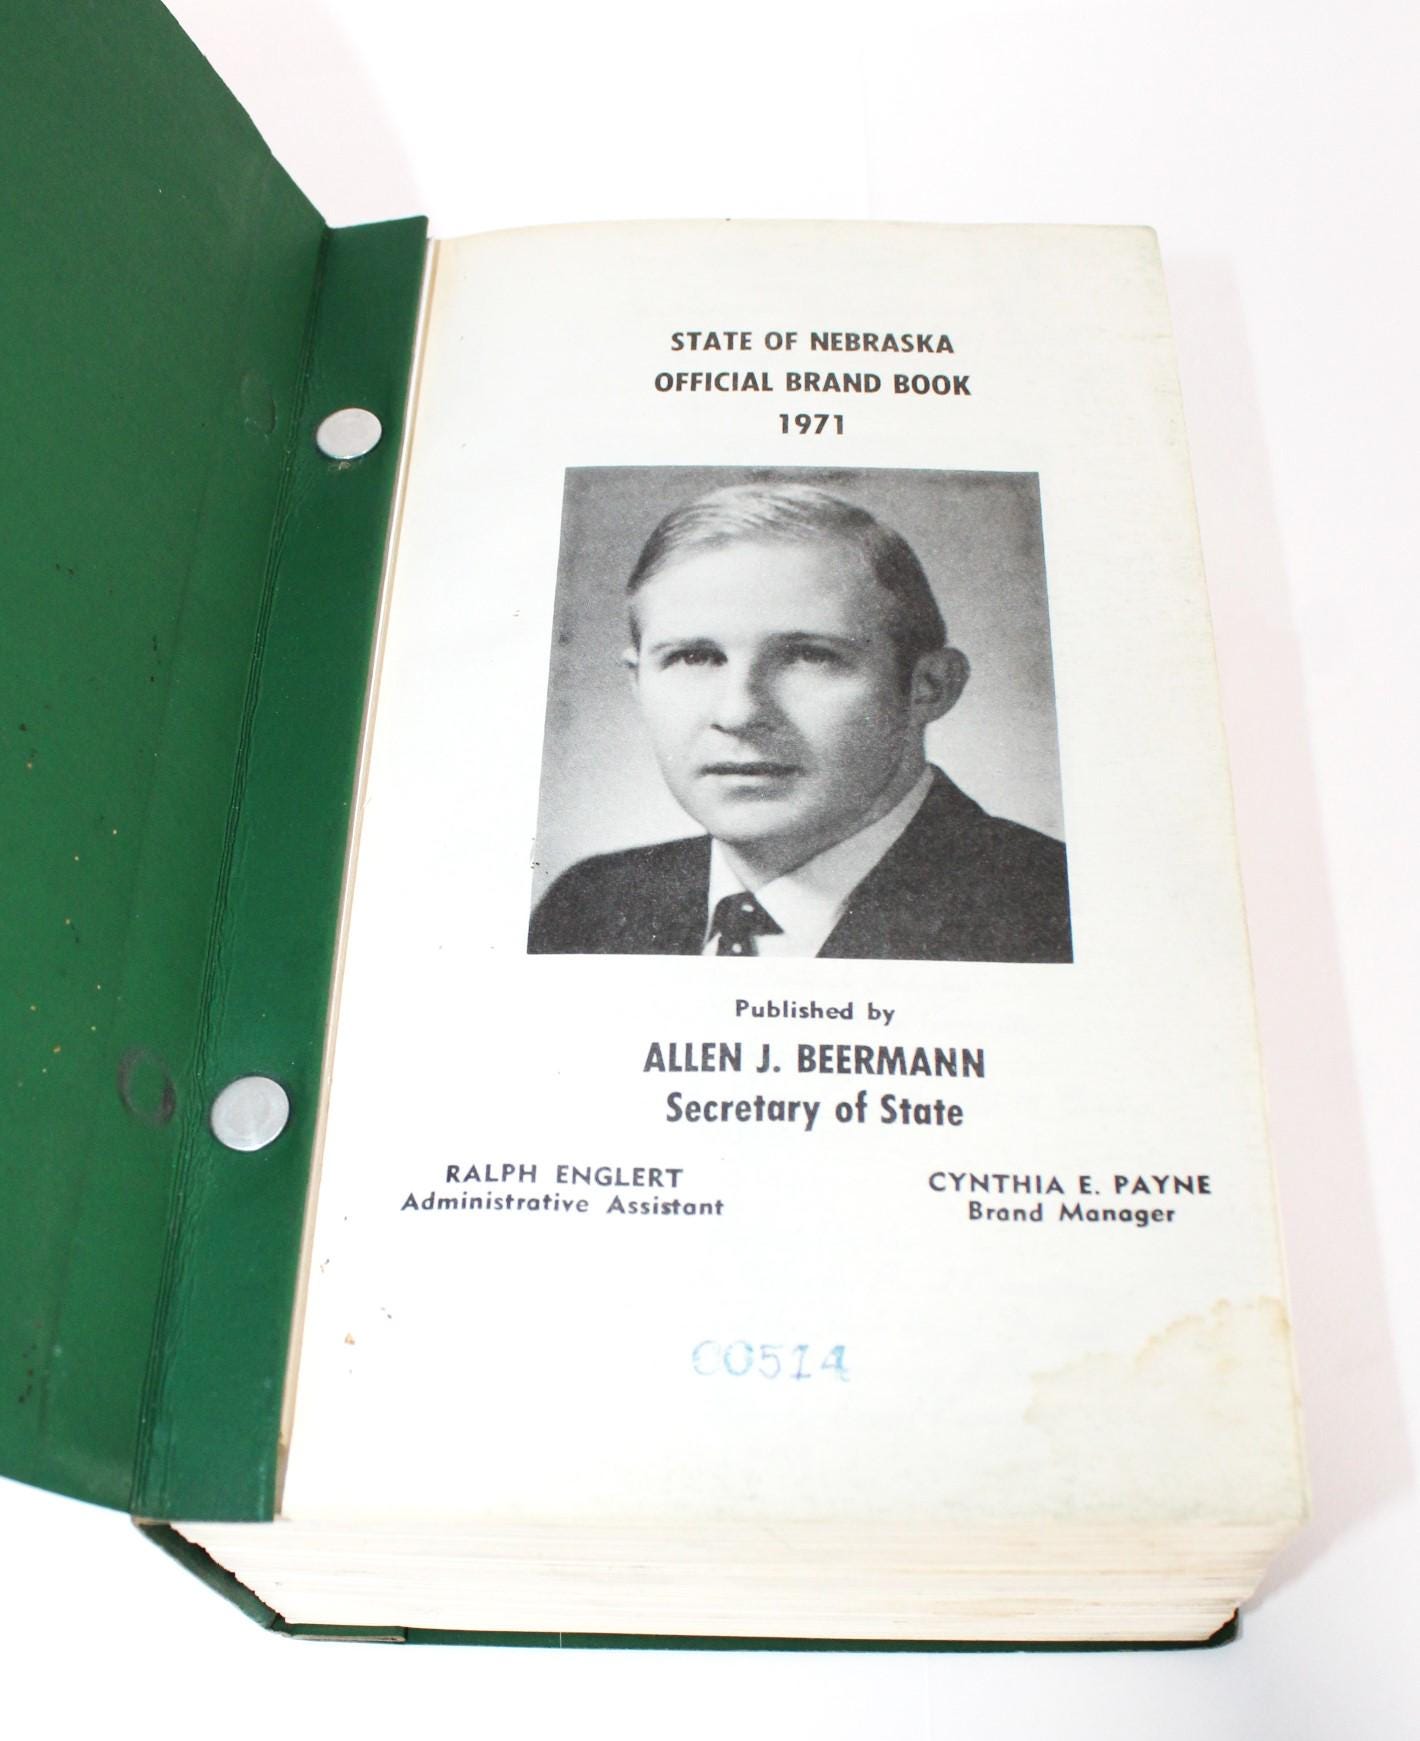 STATE OF NEBRASKA
OFFICIAL BRAND BOOK
1971
Published by
ALLEN J. BEERMANN
Secretary of State
RALPH ENGLERT
Administrative Assistant
CYNTHIA E. PAYNE
Brand Manager
00514